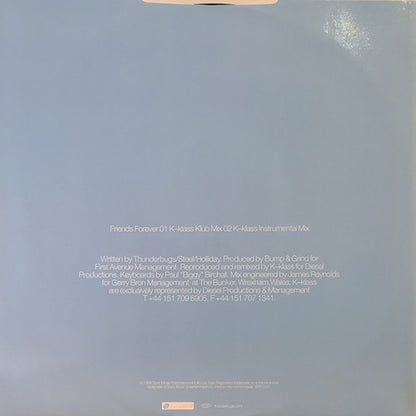 Friends Forever 01 K-klass Klub Mix 02 K-klass Instrumental Mix
Written by Thunderbugs/Steel/Holliday. Produced by Bump & Grind for
First Avenue Management. Reproduced and remixed by K-klass for Diesel
Productions. Keyboards by Paul "Biggy" Birchall. Mix engineered by James Reynolds
for Gerry Bron Management at The Bunker, Wrexham, Wales. K-klass
are exclusively represented by Diesel Productions & Management
T +44 151 709 6905, F +44 151 707 1341.